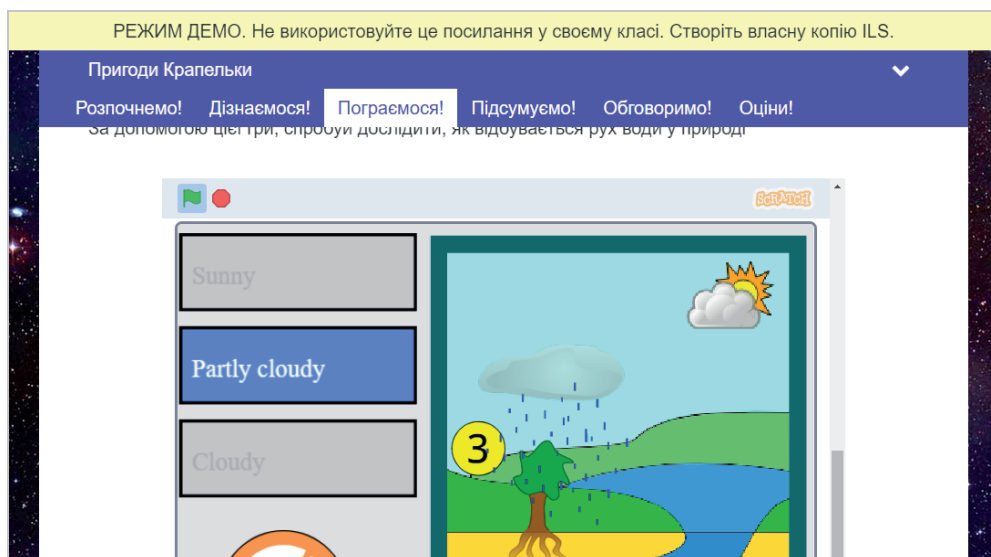 РЕЖИМ ДЕМО. Не використовуйте це посилання у своєму класі. Створіть власну копію ILS.
Пригоди Крапельки
Розпочнемо! Дізнаємося! Пограємося! Підсумуємо! Обговоримо! Оціни!
За допомогою цієї гри, спробуй дослідити, як відбувається рух води у природі
SCRATCH
Sunny
Partly cloudy
3
Cloudy